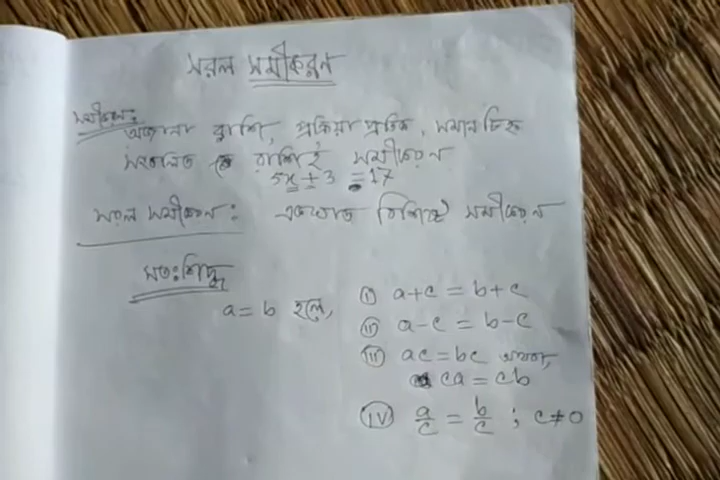 সরল সমীকরণ
সমীকরণ:
অজানা রাশি, প্রক্রিয়া প্রতীক, সমান চিহ্ন
সংবলিত রাশিই সমীকরণ
5x + 3 = 17
সরল সমীকরণ: একঘাত বিশিষ্ট সমীকরণ
স্বতঃসিদ্ধ
a = b হলে, (i) a+c = b+c
(ii) a-c = b-c
(iii) ac = bc অথবা,
ca = cb
(iv) a/c = b/c ; c≠0